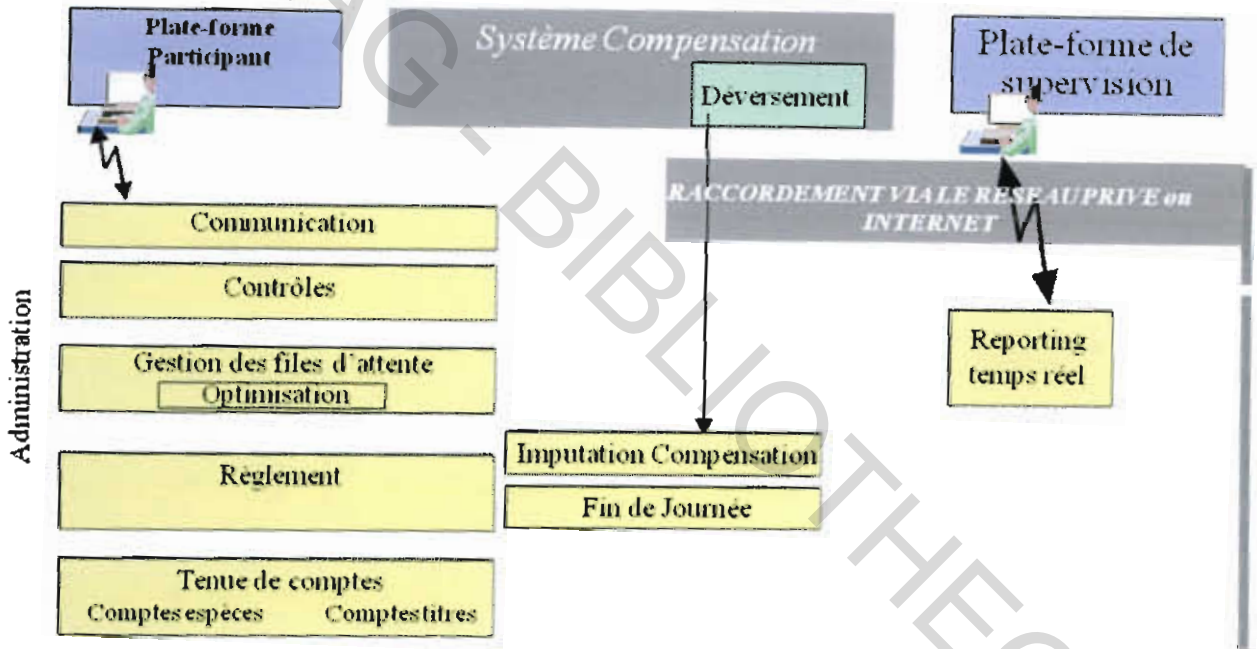 Plate-forme
Participant
Système Compensation
Déversement
Plate-forme de
supervision
RACCORDEMENT VIA LE RESEAU PRIVE ou
INTERNET
Communication
Contrôles
Gestion des files d'attente
Optimisation
Règlement
Tenue de comptes
Comptes espèces Comptes titres
Administration
Imputation Compensation
Fin de Journée
Reporting
temps réel
AG - BIBLIOTHEQ